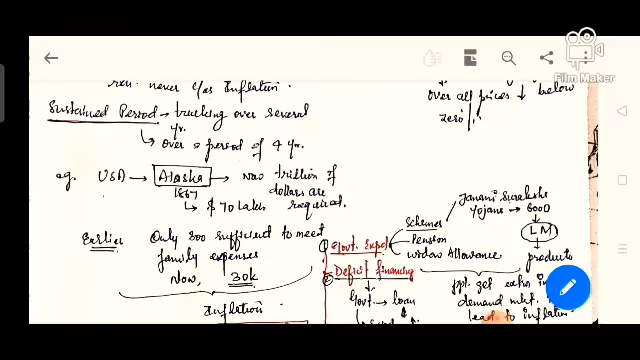 never c/as Inflation.
Sustained Period → tracking over several
yr.
↳ over a period of 4 yr.
eg. USA → Alaska → now trillion of
dollars are
required.
1867
↳ $ 70 lakhs
Earlier Only 800 sufficient to meet
family expenses
Now, 30k
Inflation
over all prices ↓ below
zero
Janani Suraksha
Yojana → 6000
Schemes
① Govt. Expd Pension
widow Allowance
LM
products
② Deficit financing
Govt → loan
ppl. get extra in
demand mkt.
lead to inflation
Film Maker